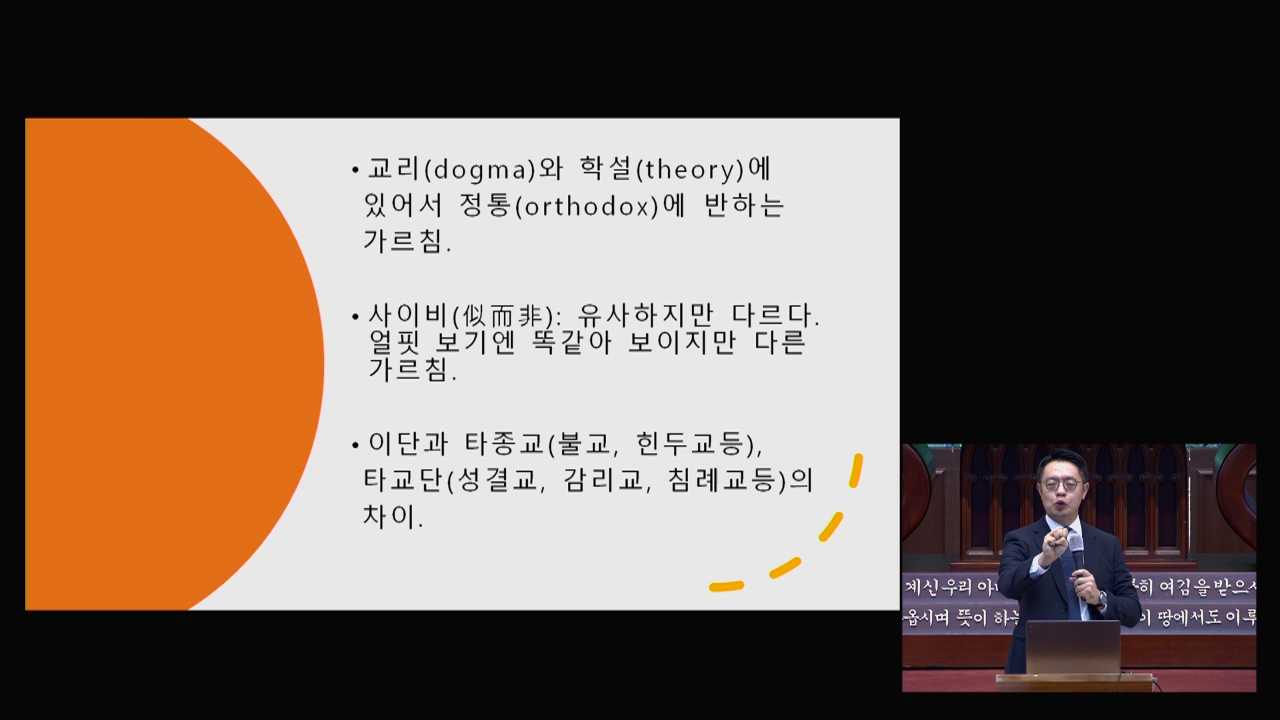 • 교리(dogma)와 학설(theory)에
있어서 정통(orthodox)에 반하는
가르침.
• 사이비(似而非): 유사하지만 다르다.
얼핏 보기엔 똑같아 보이지만 다른
가르침.
• 이단과 타종교(불교, 힌두교등),
타교단(성결교, 감리교, 침례교등)의
차이.
계신 우리 아 히 여김을 받으시
옵시며 뜻이 하늘 이 땅에서도 이루